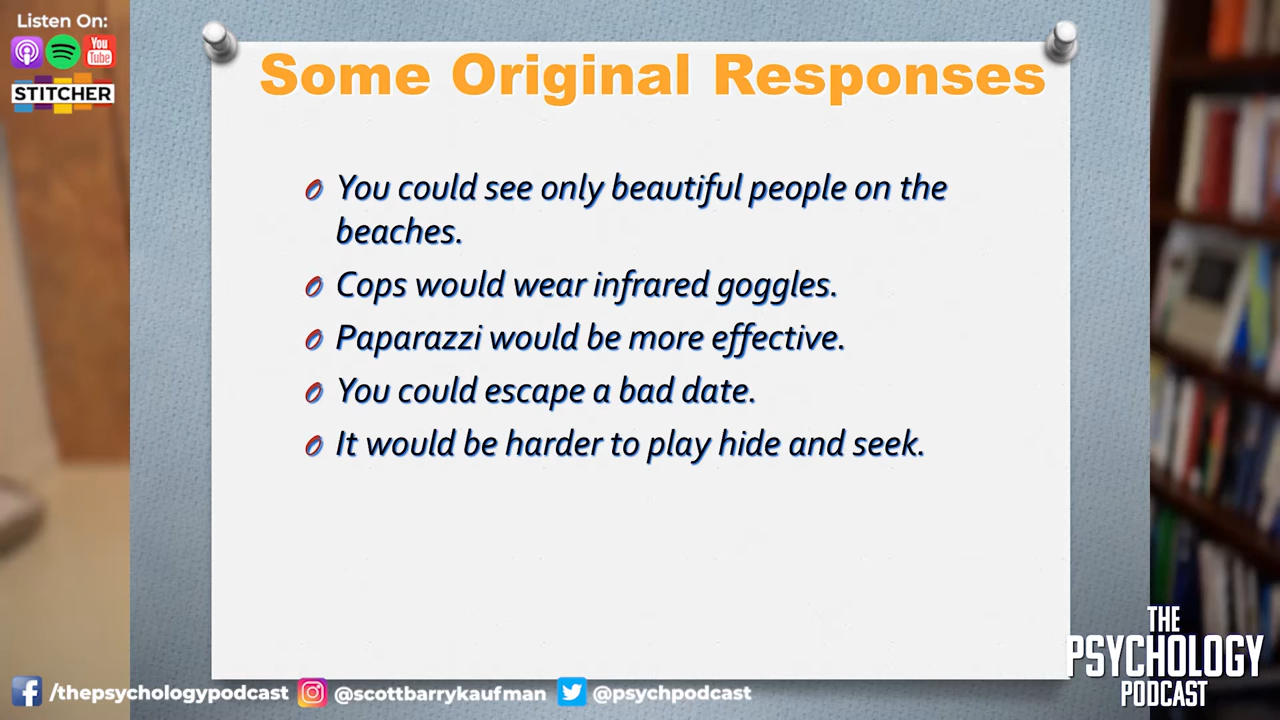 Listen On:
You
Tube
STITCHER
Some Original Responses
You could see only beautiful people on the
beaches.
Cops would wear infrared goggles.
Paparazzi would be more effective.
You could escape a bad date.
It would be harder to play hide and seek.
THE
PSYCHOLOGY
PODCAST
/thepsychologypodcast @scottbarrykaufman @psychpodcast